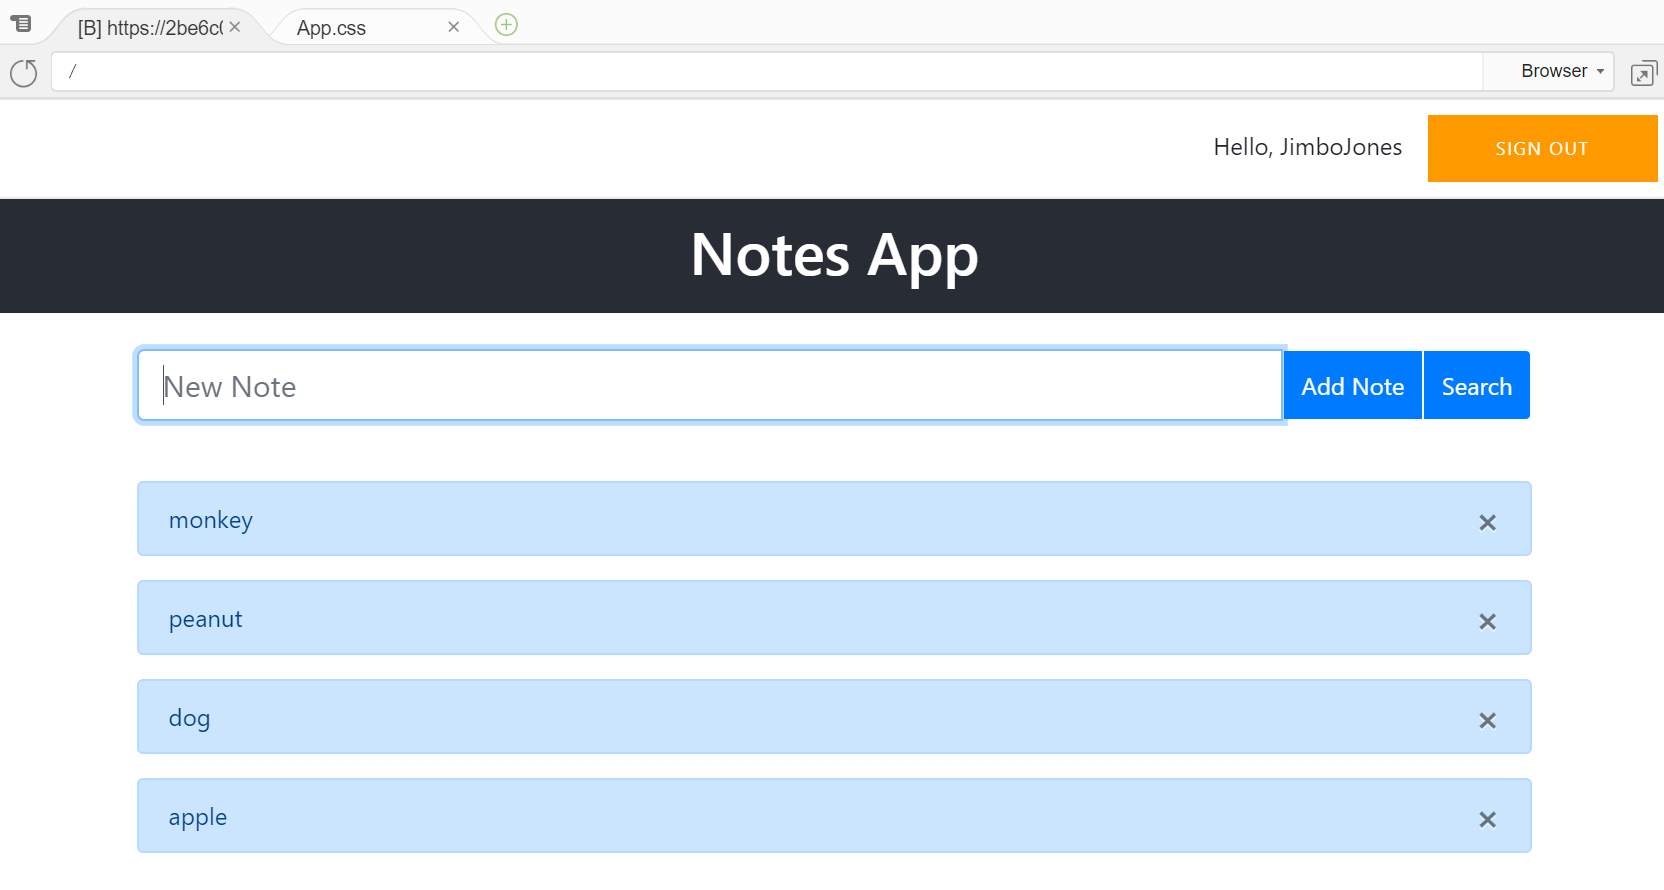 [B] https://2be6c(
App.css
/
Browser
Hello, JimboJones
SIGN OUT
Notes App
New Note
Add Note
Search
monkey
peanut
dog
apple